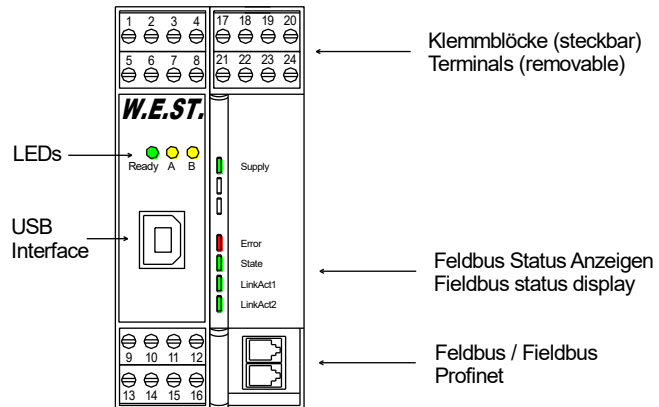 1 2 3 4 17 18 19 20
5 6 7 8 21 22 23 24
Klemmblöcke (steckbar)
Terminals (removable)
W.E.ST.
LEDs
Ready A B
Supply
USB
Interface
Error
State
LinkAct1
LinkAct2
Feldbus Status Anzeigen
Fieldbus status display
9 10 11 12
13 14 15 16
Feldbus / Fieldbus
Profinet